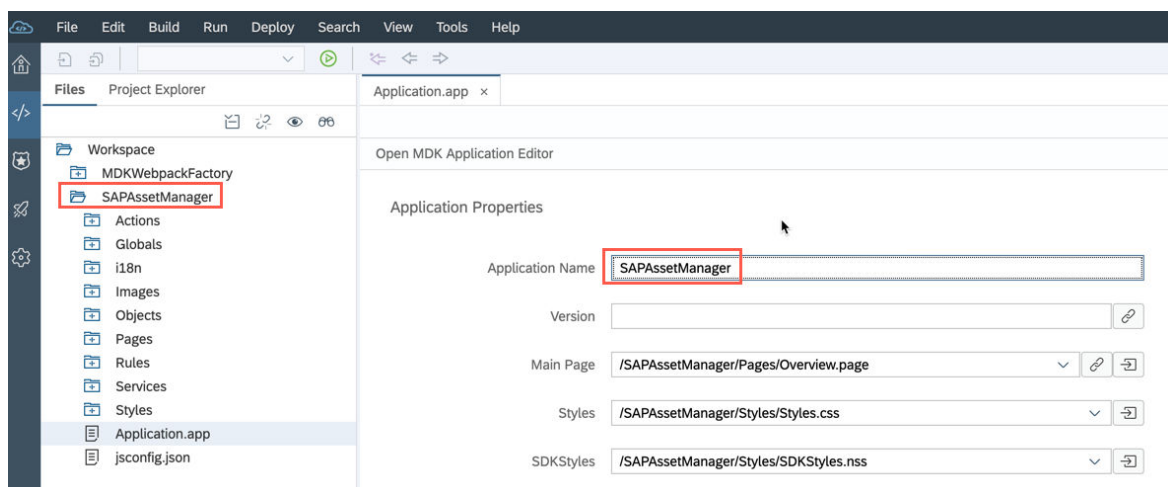 File Edit Build Run Deploy Search View Tools Help
Files Project Explorer
Application.app ×
Open MDK Application Editor
Workspace
MDKWebpackFactory
SAPAssetManager
Actions
Globals
i18n
Images
Objects
Pages
Rules
Services
Styles
Application.app
jsconfig.json
Application Properties
Application Name SAPAssetManager
Version
Main Page /SAPAssetManager/Pages/Overview.page
Styles /SAPAssetManager/Styles/Styles.css
SDKStyles /SAPAssetManager/Styles/SDKStyles.nss